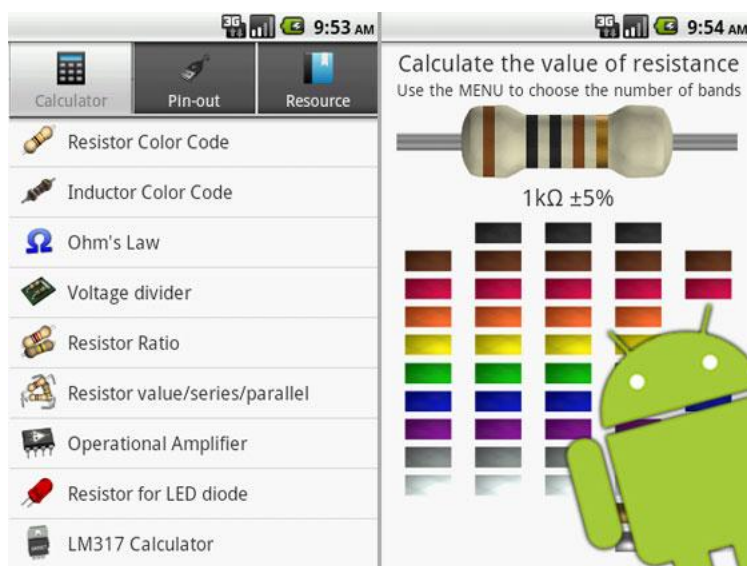 3G 9:53 AM
Calculator Pin-out Resource
Resistor Color Code
Inductor Color Code
Ohm's Law
Voltage divider
Resistor Ratio
Resistor value/series/parallel
Operational Amplifier
Resistor for LED diode
LM317 Calculator
3G 9:54 AM
Calculate the value of resistance
Use the MENU to choose the number of bands
1kΩ ±5%